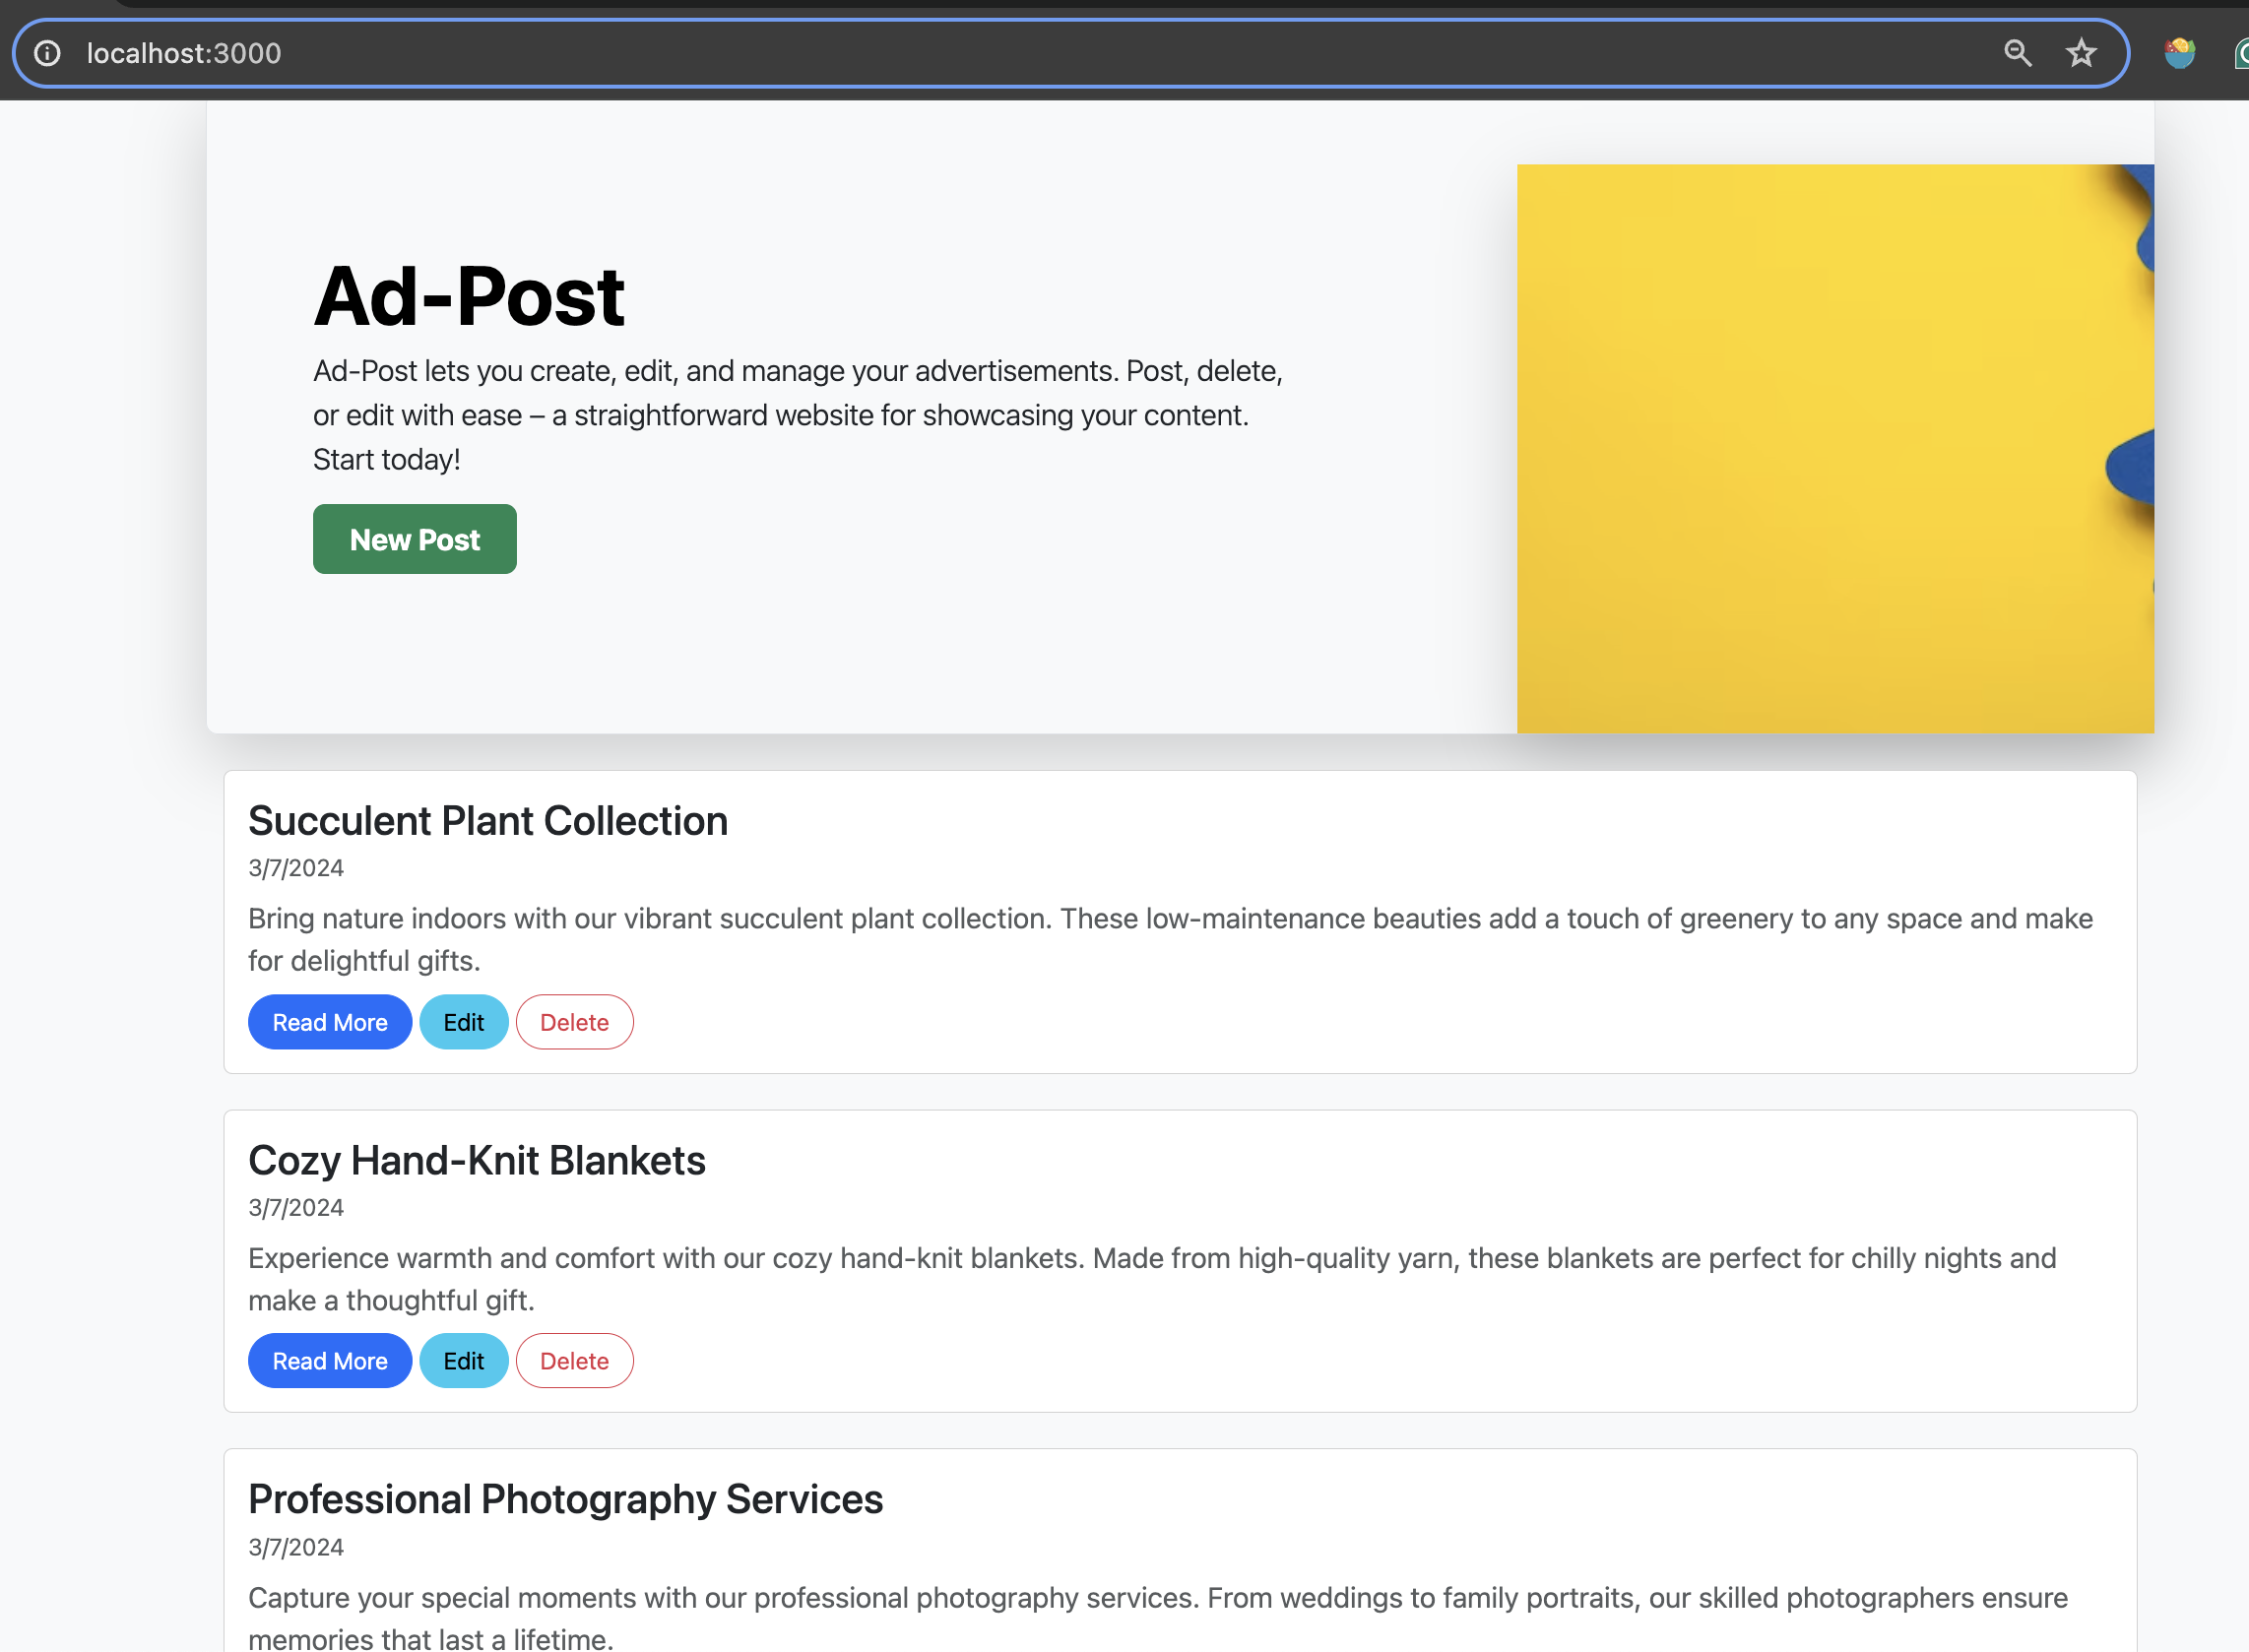 localhost:3000
Ad-Post
Ad-Post lets you create, edit, and manage your advertisements. Post, delete,
or edit with ease – a straightforward website for showcasing your content.
Start today!
New Post
Succulent Plant Collection
3/7/2024
Bring nature indoors with our vibrant succulent plant collection. These low-maintenance beauties add a touch of greenery to any space and make
for delightful gifts.
Read More Edit Delete
Cozy Hand-Knit Blankets
3/7/2024
Experience warmth and comfort with our cozy hand-knit blankets. Made from high-quality yarn, these blankets are perfect for chilly nights and
make a thoughtful gift.
Read More Edit Delete
Professional Photography Services
3/7/2024
Capture your special moments with our professional photography services. From weddings to family portraits, our skilled photographers ensure
memories that last a lifetime.